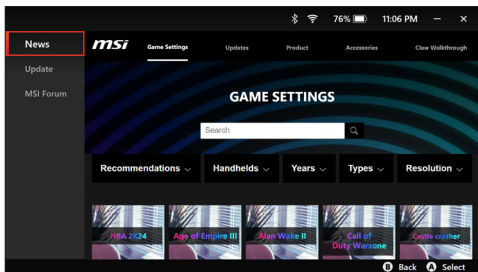 76% 11:06 PM
News
msi Game Settings Updates Product Accessories Claw Walkthrough
Update
MSI Forum
GAME SETTINGS
Search
Recommendations Handhelds Years Types Resolution
NBA 2K24 Age of Empire III Alan Wake II Call of Duty Warzone Castle crasher
B Back A Select